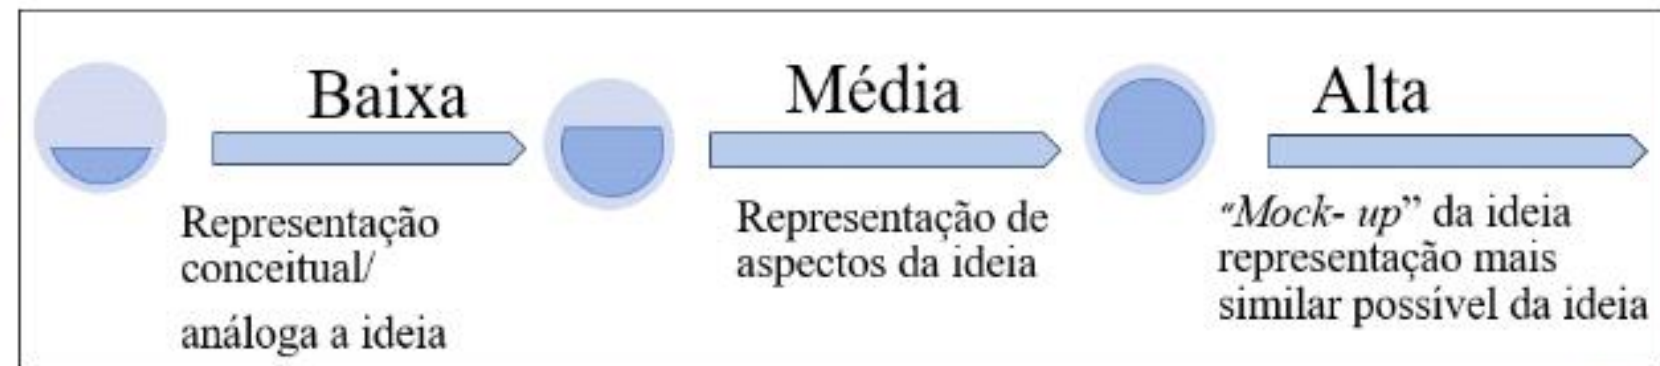 Baixa
Representação
conceitual/
análoga a ideia
Média
Representação de
aspectos da ideia
Alta
“Mock- up” da ideia
representação mais
similar possível da ideia